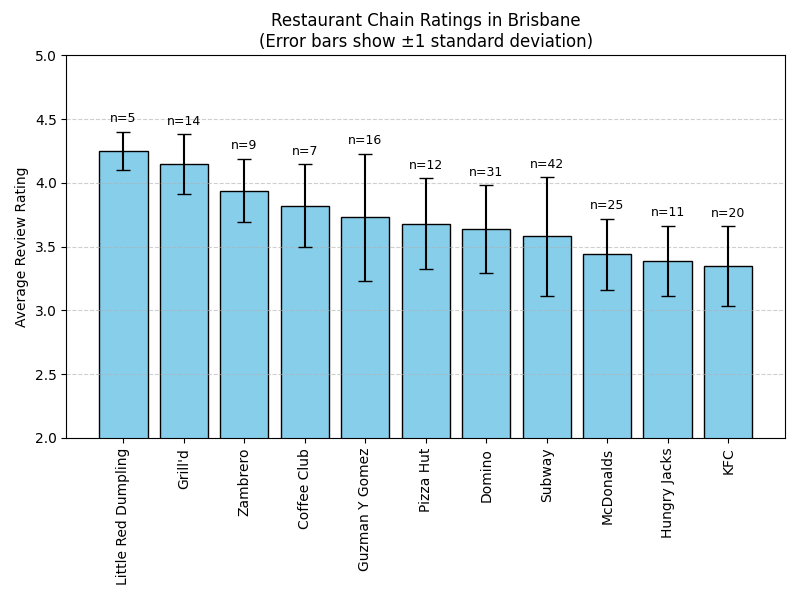 Restaurant Chain Ratings in Brisbane
(Error bars show ±1 standard deviation)
Average Review Rating
5.0
4.5
4.0
3.5
3.0
2.5
2.0
n=5
n=14
n=9
n=7
n=16
n=12
n=31
n=42
n=25
n=11
n=20
Little Red Dumpling
Grill'd
Zambrero
Coffee Club
Guzman Y Gomez
Pizza Hut
Domino
Subway
McDonalds
Hungry Jacks
KFC